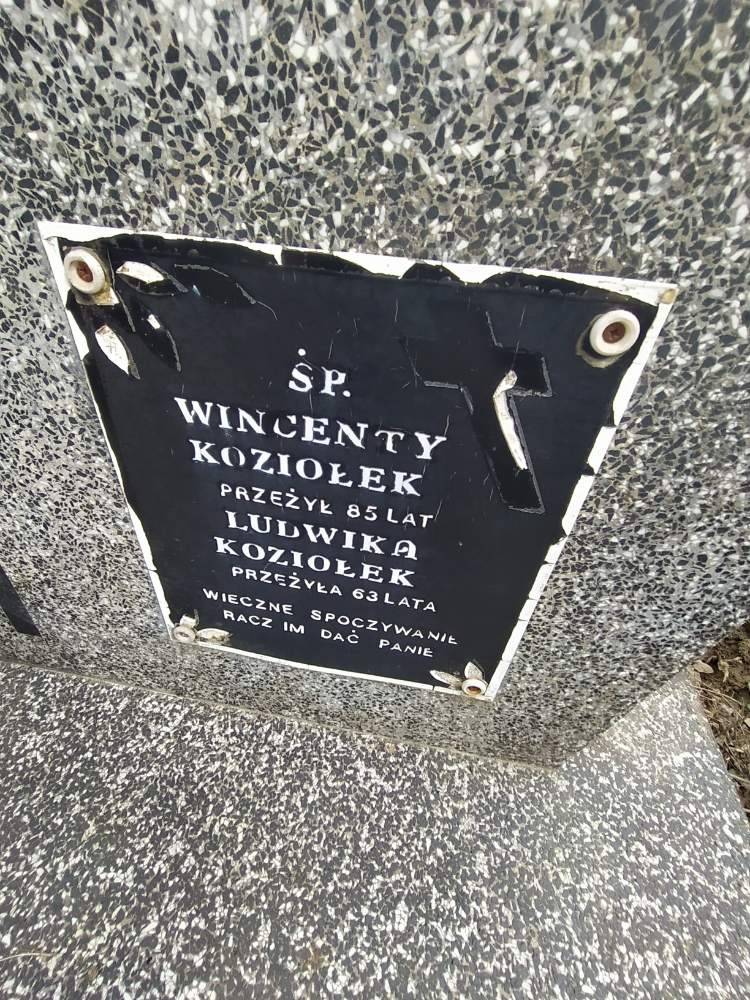 ŚP.
WINCENTY
KOZIOŁEK
PRZEŻYŁ 85 LAT
LUDWIKA
KOZIOŁEK
PRZEŻYŁA 63 LATA
WIECZNE SPOCZYWANIE
RACZ IM DAĆ PANIE